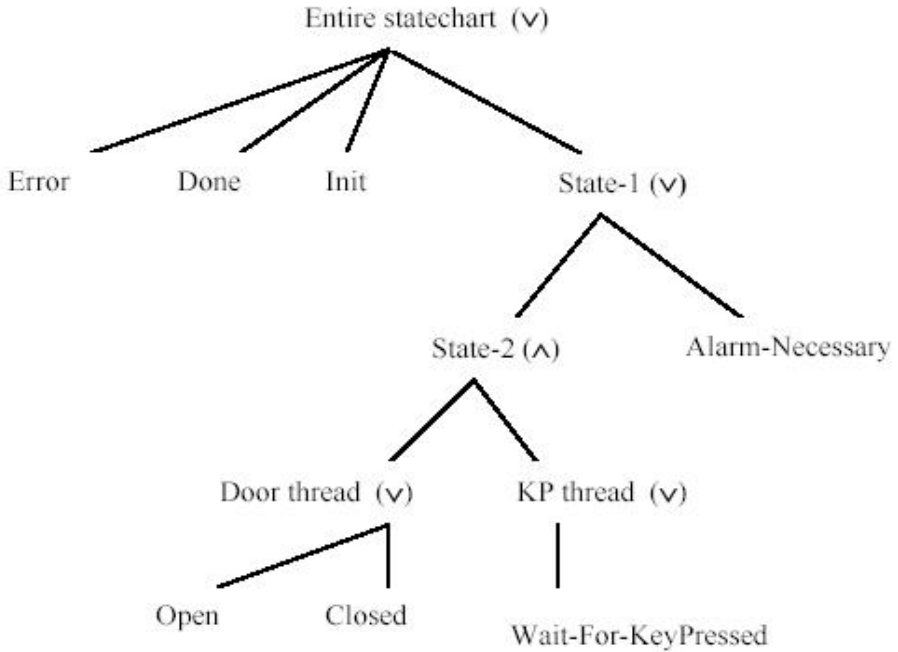 Entire statechart (∨)
Error Done Init State-1 (∨)
State-2 (∧) Alarm-Necessary
Door thread (∨) KP thread (∨)
Open Closed
Wait-For-KeyPressed